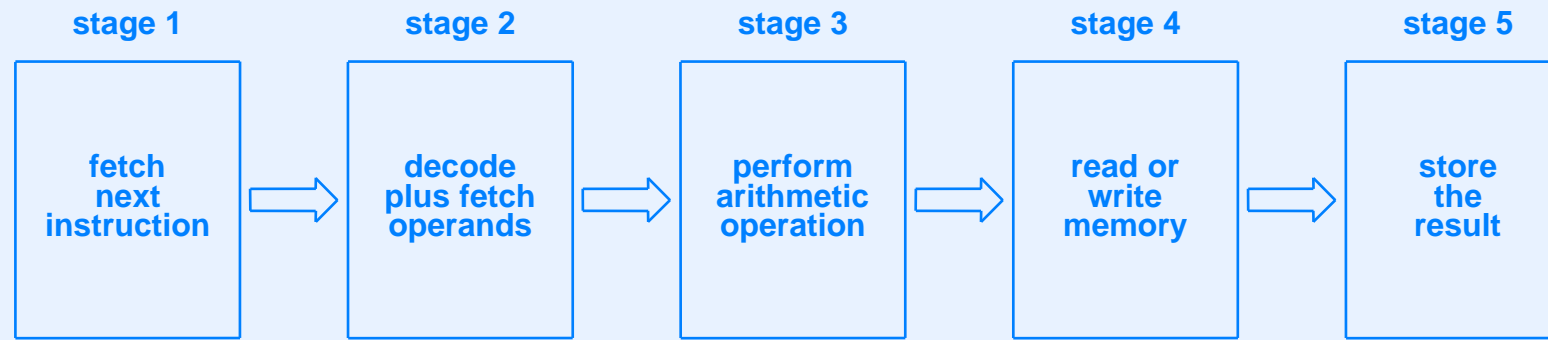 stage 1
stage 2
stage 3
stage 4
stage 5
fetch
next
instruction
decode
plus fetch
operands
perform
arithmetic
operation
read or
write
memory
store
the
result